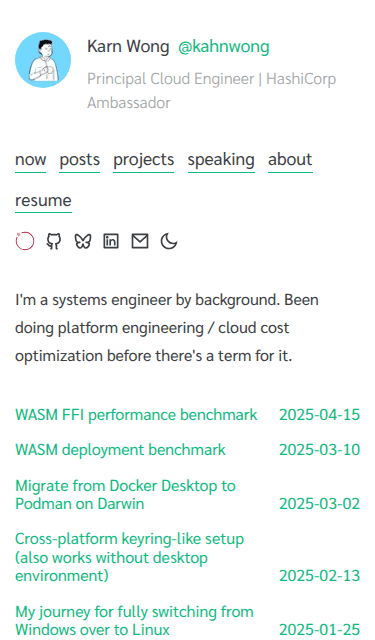 Karn Wong @kahnwong
Principal Cloud Engineer | HashiCorp
Ambassador
now posts projects speaking about
resume
I'm a systems engineer by background. Been
doing platform engineering / cloud cost
optimization before there's a term for it.
WASM FFI performance benchmark 2025-04-15
WASM deployment benchmark 2025-03-10
Migrate from Docker Desktop to
Podman on Darwin 2025-03-02
Cross-platform keyring-like setup
(also works without desktop
environment) 2025-02-13
My journey for fully switching from
Windows over to Linux 2025-01-25